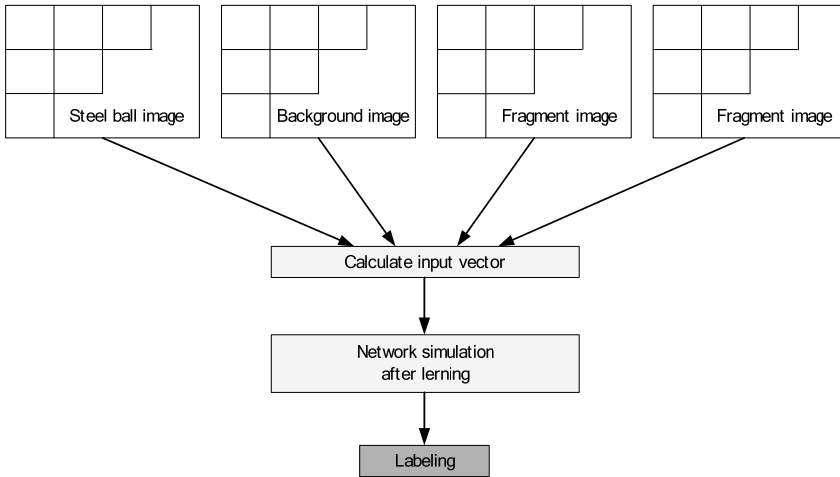 Steel ball image
Background image
Fragment image
Fragment image
Calculate input vector
Network simulation
after lerning
Labeling